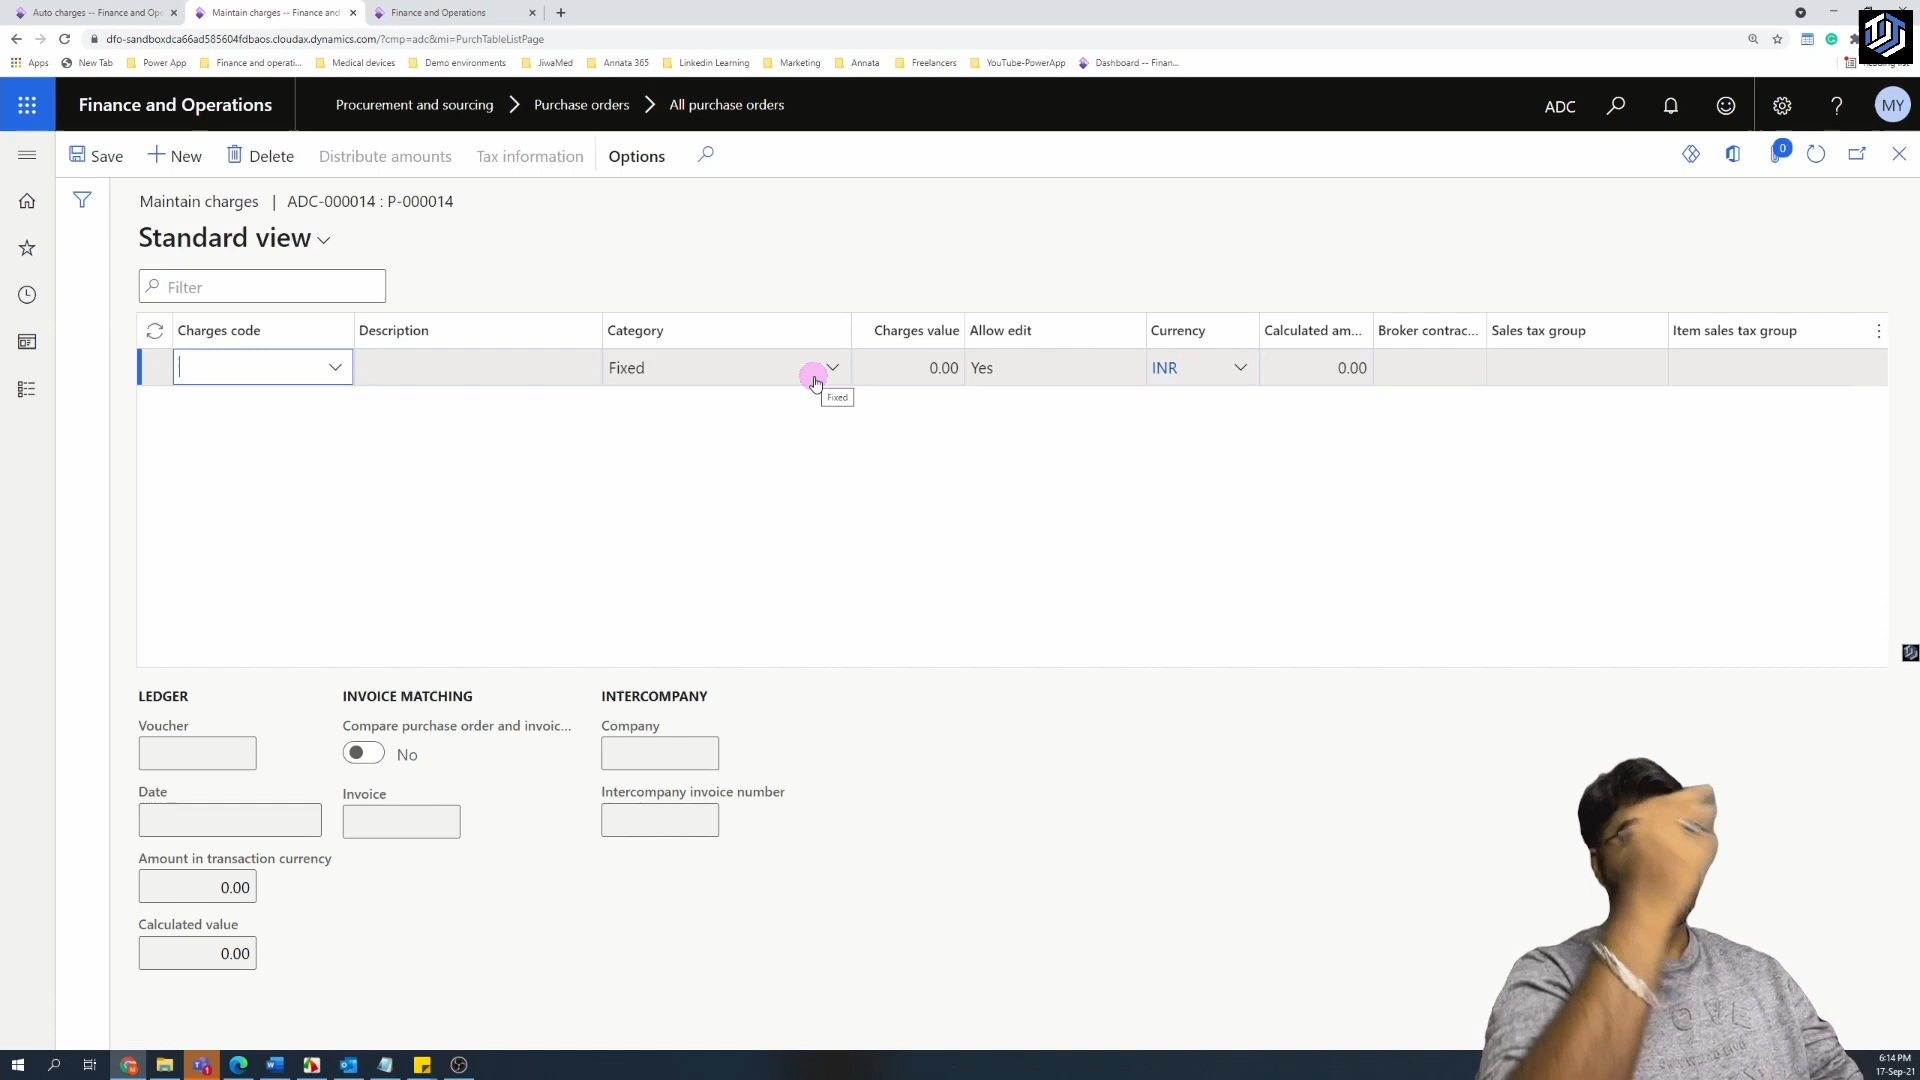 Auto charges -- Finance and Ope
Maintain charges -- Finance and
Finance and Operations
dfo-sandboxdca66ad585604fdbaos.cloudax.dynamics.com/?cmp=adc&mi=PurchTableListPage
Apps New Tab Power App Finance and operati... Medical devices Demo environments JiwaMed Annata 365 Linkedin Learning Marketing Annata Freelancers YouTube-PowerApp Dashboard -- Finan...
Finance and Operations Procurement and sourcing Purchase orders All purchase orders ADC ? MY
Save New Delete Distribute amounts Tax information Options 0
Maintain charges | ADC-000014 : P-000014
Standard view
Filter
Charges code Description Category Charges value Allow edit Currency Calculated am... Broker contrac... Sales tax group Item sales tax group
Fixed 0.00 Yes INR 0.00
Fixed
LEDGER INVOICE MATCHING INTERCOMPANY
Voucher Compare purchase order and invoic... Company
No
Date Invoice Intercompany invoice number
Amount in transaction currency
0.00
Calculated value
0.00
6:14 PM
17-Sep-21